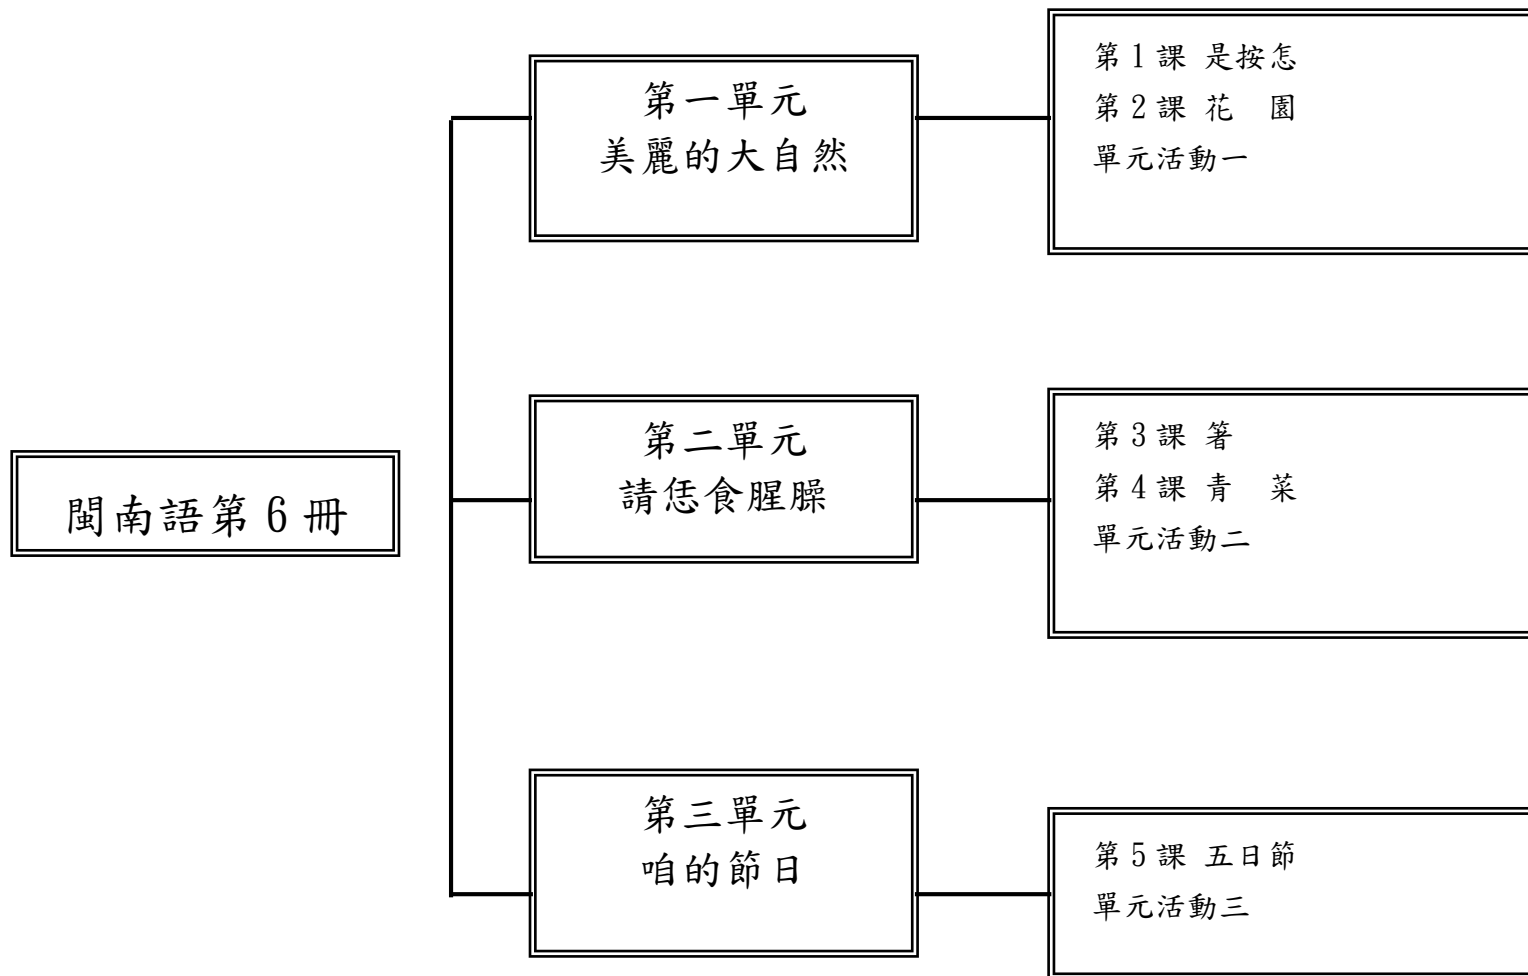 第一單元
美麗的大自然
第1課 是按怎
第2課 花　園
單元活動一
閩南語第6冊
第二單元
請恁食腥臊
第3課 箸
第4課 青　菜
單元活動二
第三單元
咱的節日
第5課 五日節
單元活動三